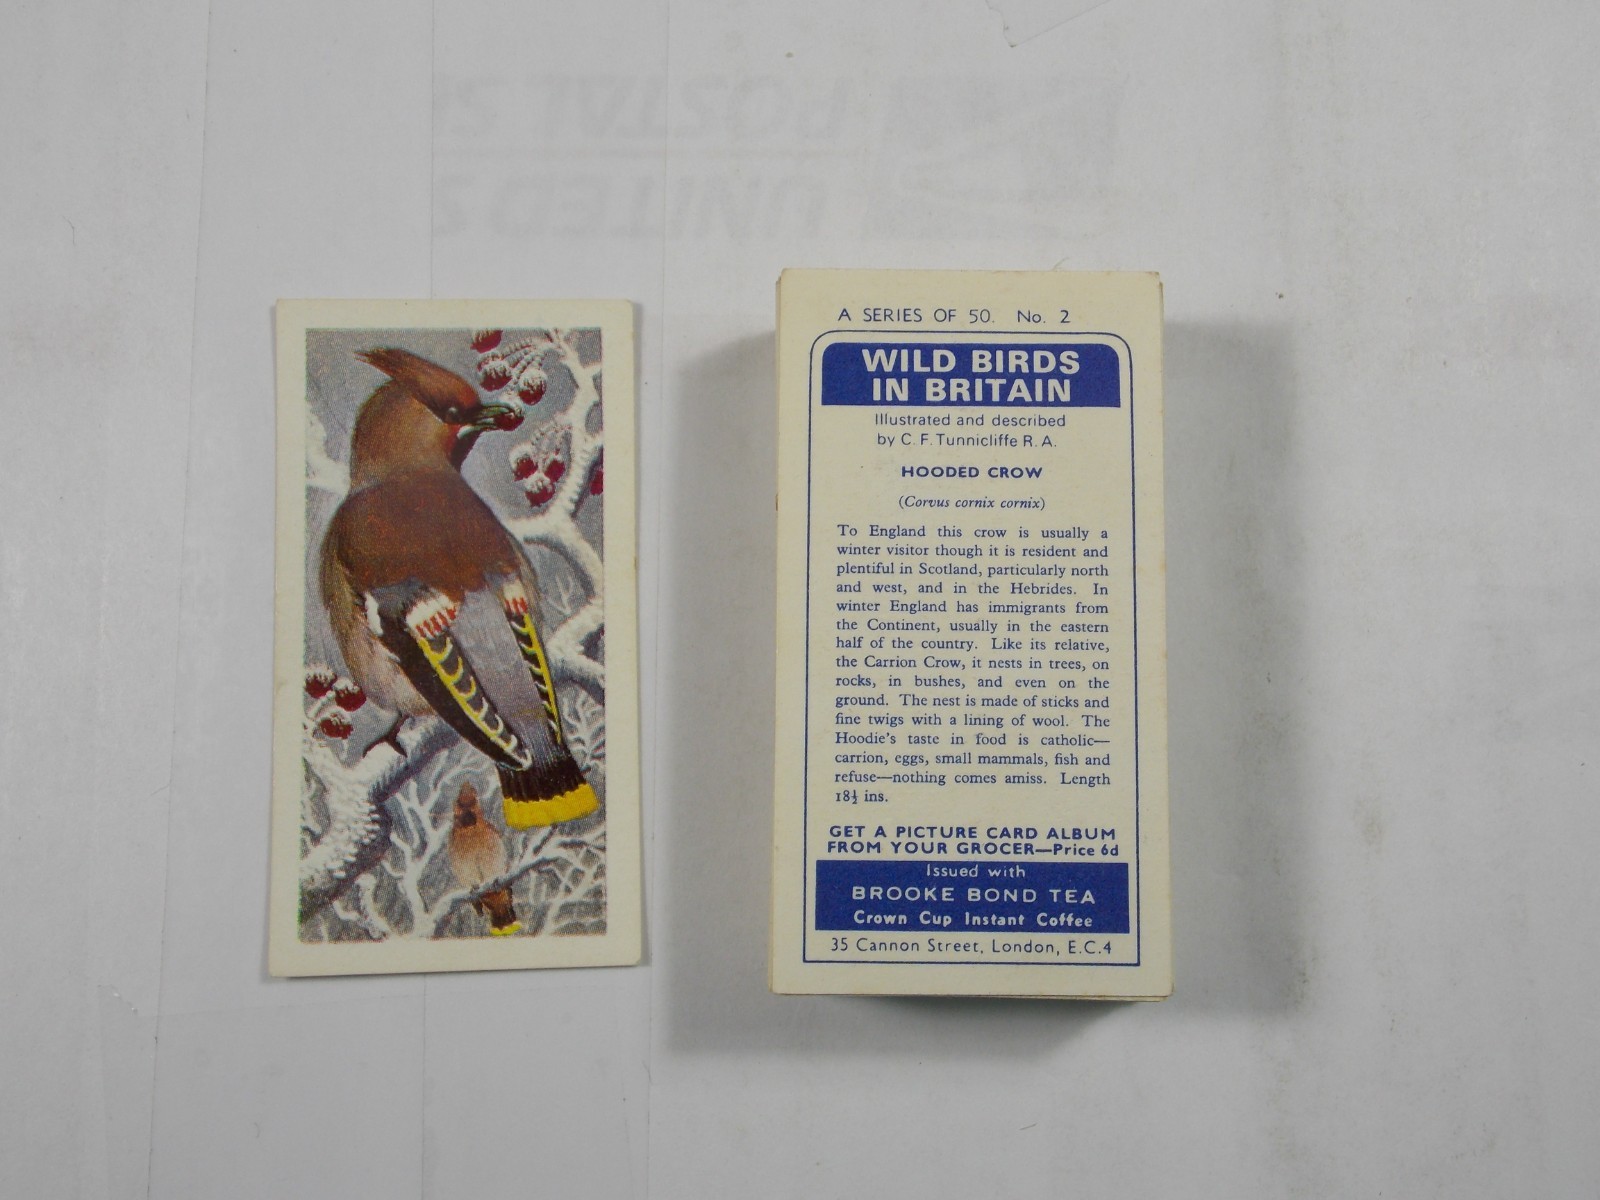 A SERIES OF 50. No. 2
WILD BIRDS
IN BRITAIN
Illustrated and described
by C. F. Tunnicliffe R. A.
HOODED CROW
(Corvus cornix cornix)
To England this crow is usually a
winter visitor though it is resident and
plentiful in Scotland, particularly north
and west, and in the Hebrides. In
winter England has immigrants from
the Continent, usually in the eastern
half of the country. Like its relative,
the Carrion Crow, it nests in trees, on
rocks, in bushes, and even on the
ground. The nest is made of sticks and
fine twigs with a lining of wool. The
Hoodie's taste in food is catholic—
carrion, eggs, small mammals, fish and
refuse—nothing comes amiss. Length
18½ ins.
GET A PICTURE CARD ALBUM
FROM YOUR GROCER—Price 6d
Issued with
BROOKE BOND TEA
Crown Cup Instant Coffee
35 Cannon Street, London, E.C.4
UNITED
POSTAL